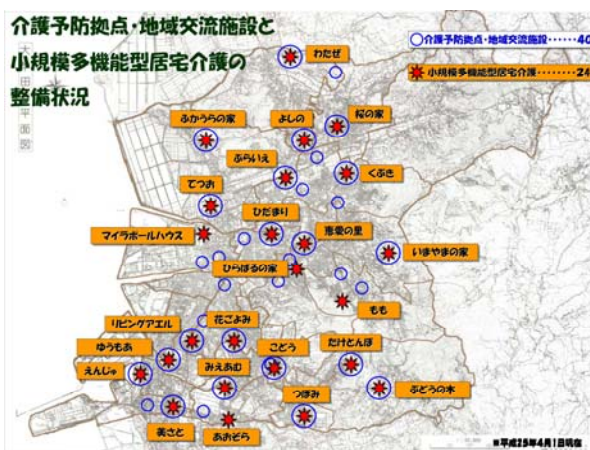 介護予防拠点・地域交流施設と
小規模多機能型居宅介護の
整備状況
介護予防拠点・地域交流施設・・・・・・40
小規模多機能型居宅介護・・・・・・・・24
わたぜ
ふかうらの家
よしの
桜の家
ぶらいえ
くぬぎ
てつお
ひだまり
恵愛の里
マイラポールハウス
いまやまの家
ひらばるの家
もも
リビングアエル
花ごよみ
ゆうもあ
こどう
たけとんぼ
えんじゅ
みえあむ
ぶどうの木
つぼみ
美さと
あおぞら
※平成25年4月1日現在